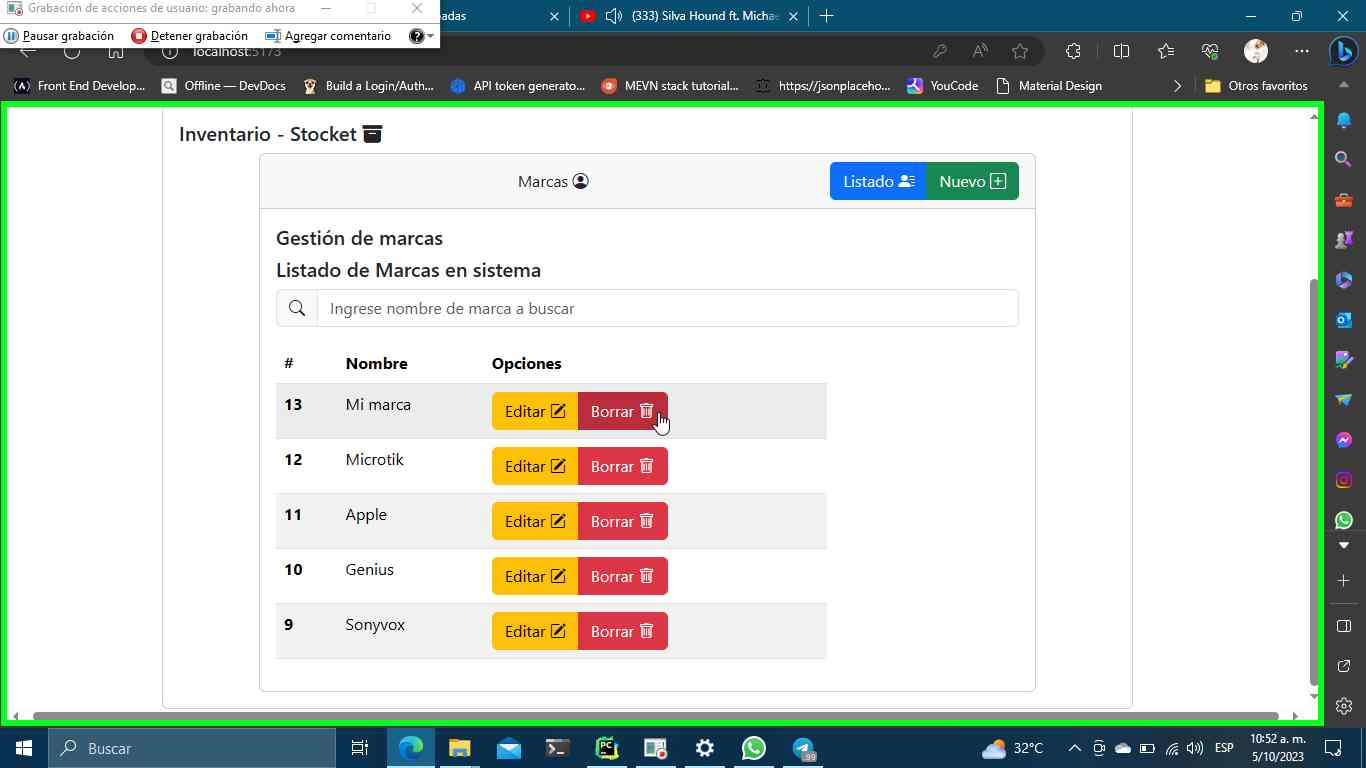 Grabación de acciones de usuario: grabando ahora
adas
(333) Silva Hound ft. Michae
Pausar grabación
Detener grabación
Agregar comentario
localhost:5173
Front End Develop...
Offline — DevDocs
Build a Login/Auth...
API token generato...
MEVN stack tutorial...
https://jsonplaceho...
YouCode
Material Design
Otros favoritos
Inventario - Stocket
Marcas
Listado
Nuevo
Gestión de marcas
Listado de Marcas en sistema
Ingrese nombre de marca a buscar
# Nombre Opciones
13 Mi marca Editar Borrar
12 Microtik Editar Borrar
11 Apple Editar Borrar
10 Genius Editar Borrar
9 Sonyvox Editar Borrar
Buscar
99
32°C
ESP
10:52 a. m.
5/10/2023